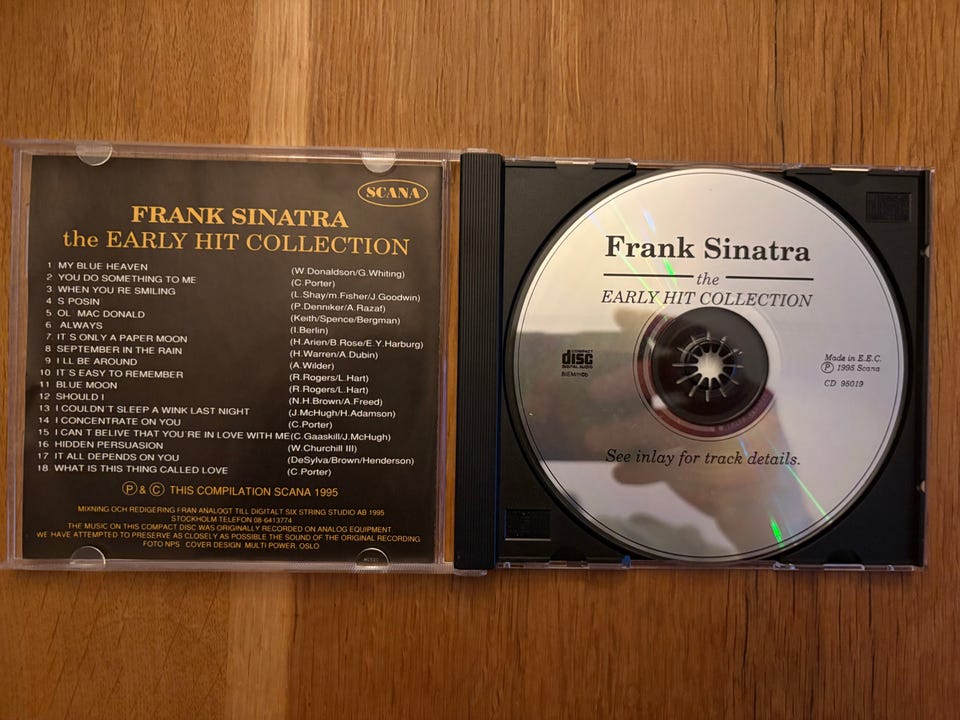 SCANA
FRANK SINATRA
the EARLY HIT COLLECTION
1 MY BLUE HEAVEN (W.Donaldson/G.Whiting)
2 YOU DO SOMETHING TO ME (C.Porter)
3 WHEN YOU'RE SMILING (L.Shay/m.Fisher/J.Goodwin)
4 S POSIN (P.Denniker/A.Razaf)
5 OL' MAC DONALD (Keith/Spence/Bergman)
6 ALWAYS (I.Berlin)
7 IT'S ONLY A PAPER MOON (H.Arlen/B.Rose/E.Y.Harburg)
8 SEPTEMBER IN THE RAIN (H.Warren/A.Dubin)
9 I LL BE AROUND (A.Wilder)
10 IT'S EASY TO REMEMBER (R.Rogers/L.Hart)
11 BLUE MOON (R.Rogers/L.Hart)
12 SHOULD I (N.H.Brown/A.Freed)
13 I COULDN'T SLEEP A WINK LAST NIGHT (J.McHugh/H.Adamson)
14 I CONCENTRATE ON YOU (C.Porter)
15 I CAN'T BELIVE THAT YOU'RE IN LOVE WITH ME (C.Gaaskill/J.McHugh)
16 HIDDEN PERSUASION (W.Churchill III)
17 IT ALL DEPENDS ON YOU (DeSylva/Brown/Henderson)
18 WHAT IS THIS THING CALLED LOVE (C.Porter)
Ⓟ & © THIS COMPILATION SCANA 1995
MIXNING OCH REDIGERING FRAN ANALOGT TILL DIGITALT SIX STRING STUDIO AB 1995
STOCKHOLM TELEFON 08-6413774
THE MUSIC ON THIS COMPACT DISC WAS ORIGINALLY RECORDED ON ANALOG EQUIPMENT.
WE HAVE ATTEMPTED TO PRESERVE AS CLOSELY AS POSSIBLE THE SOUND OF THE ORIGINAL RECORDING
FOTO NPS COVER DESIGN MULTI POWER, OSLO
Frank Sinatra
the
EARLY HIT COLLECTION
COMPACT
disc
DIGITAL AUDIO
BIEM/ncb
Made in E.E.C.
Ⓟ 1995 Scana
CD 95019
See inlay for track details.